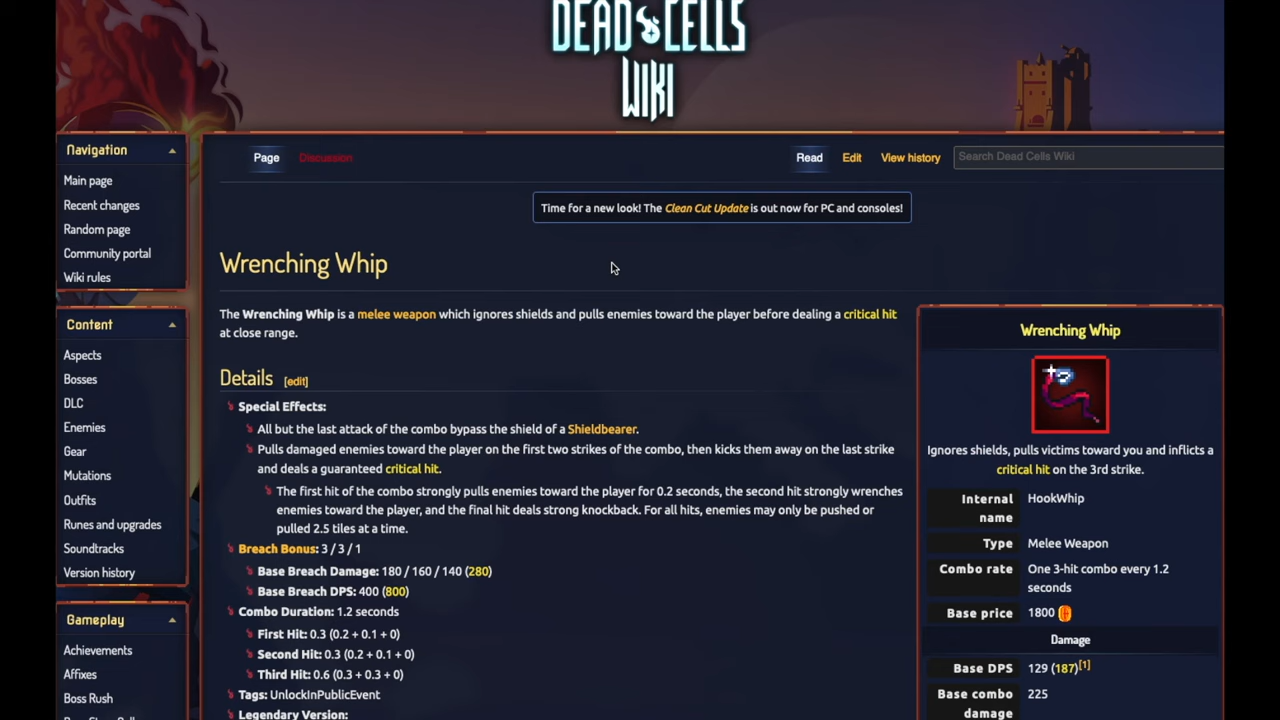 DEAD CELLS
WIKI
Navigation
Main page
Recent changes
Random page
Community portal
Wiki rules
Content
Aspects
Bosses
DLC
Enemies
Gear
Mutations
Outfits
Runes and upgrades
Soundtracks
Version history
Gameplay
Achievements
Affixes
Boss Rush
Page Discussion Read Edit View history Search Dead Cells Wiki
Time for a new look! The Clean Cut Update is out now for PC and consoles!
Wrenching Whip
The Wrenching Whip is a melee weapon which ignores shields and pulls enemies toward the player before dealing a critical hit
at close range.
Details [edit]
Special Effects:
All but the last attack of the combo bypass the shield of a Shieldbearer.
Pulls damaged enemies toward the player on the first two strikes of the combo, then kicks them away on the last strike
and deals a guaranteed critical hit.
The first hit of the combo strongly pulls enemies toward the player for 0.2 seconds, the second hit strongly wrenches
enemies toward the player, and the final hit deals strong knockback. For all hits, enemies may only be pushed or
pulled 2.5 tiles at a time.
Breach Bonus: 3 / 3 / 1
Base Breach Damage: 180 / 160 / 140 (280)
Base Breach DPS: 400 (800)
Combo Duration: 1.2 seconds
First Hit: 0.3 (0.2 + 0.1 + 0)
Second Hit: 0.3 (0.2 + 0.1 + 0)
Third Hit: 0.6 (0.3 + 0.3 + 0)
Tags: UnlockInPublicEvent
Legendary Version:
Wrenching Whip
Ignores shields, pulls victims toward you and inflicts a
critical hit on the 3rd strike.
Internal name HookWhip
Type Melee Weapon
Combo rate One 3-hit combo every 1.2
seconds
Base price 1800
Damage
Base DPS 129 (187)[1]
Base combo damage 225